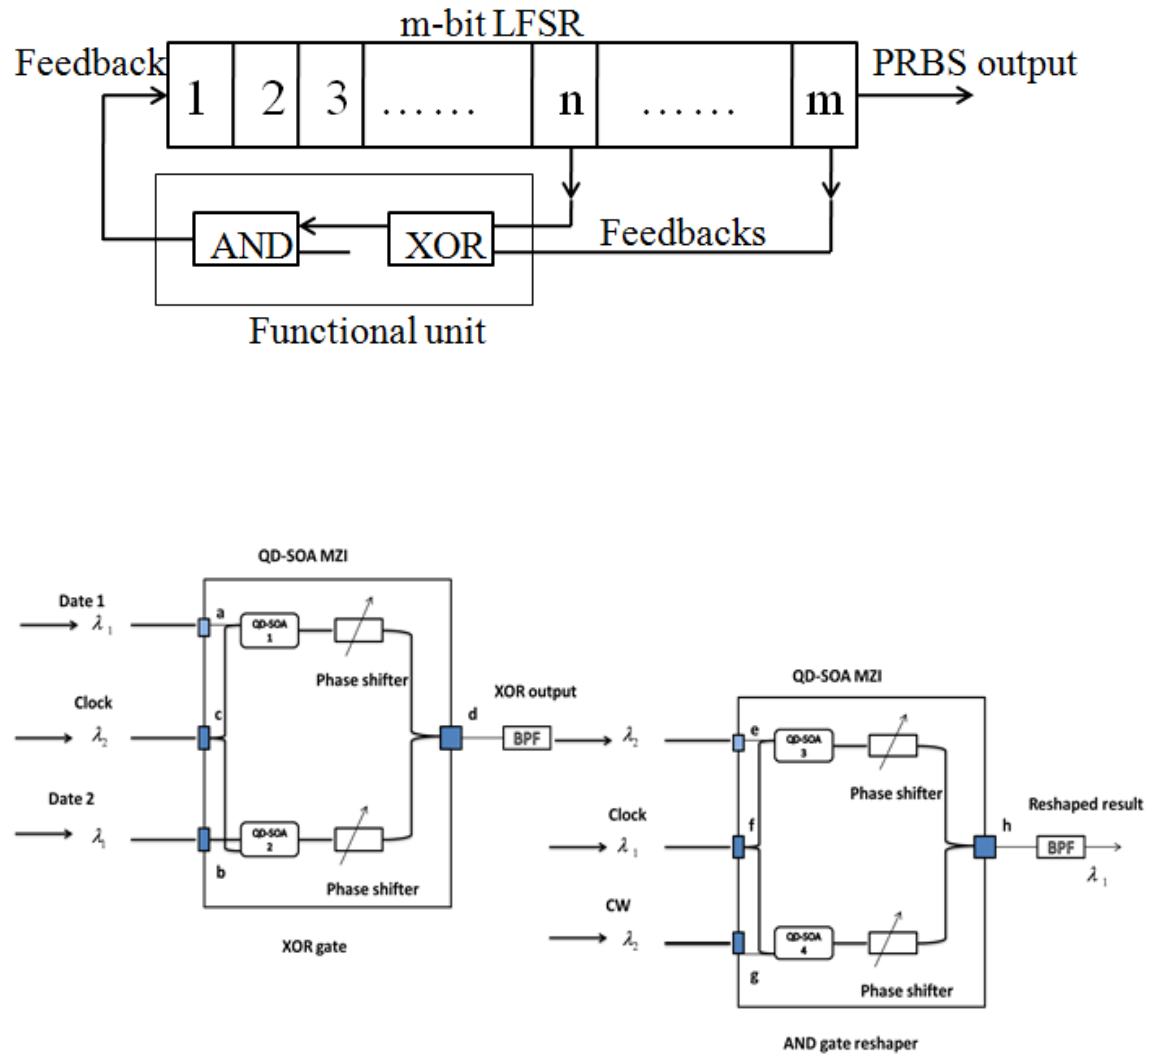 m-bit LFSR
Feedback
PRBS output
1 2 3 ...... n ...... m
AND
XOR
Feedbacks
Functional unit
QD-SOA MZI
Date 1
λ1
a
QD-SOA
1
Phase shifter
Clock
λ2
c
XOR output
d
BPF
Date 2
λ1
QD-SOA
2
b
Phase shifter
XOR gate
QD-SOA MZI
λ2
e
QD-SOA
3
Phase shifter
Clock
λ1
f
Reshaped result
h
BPF
λ1
CW
λ2
QD-SOA
4
g
Phase shifter
AND gate reshaper